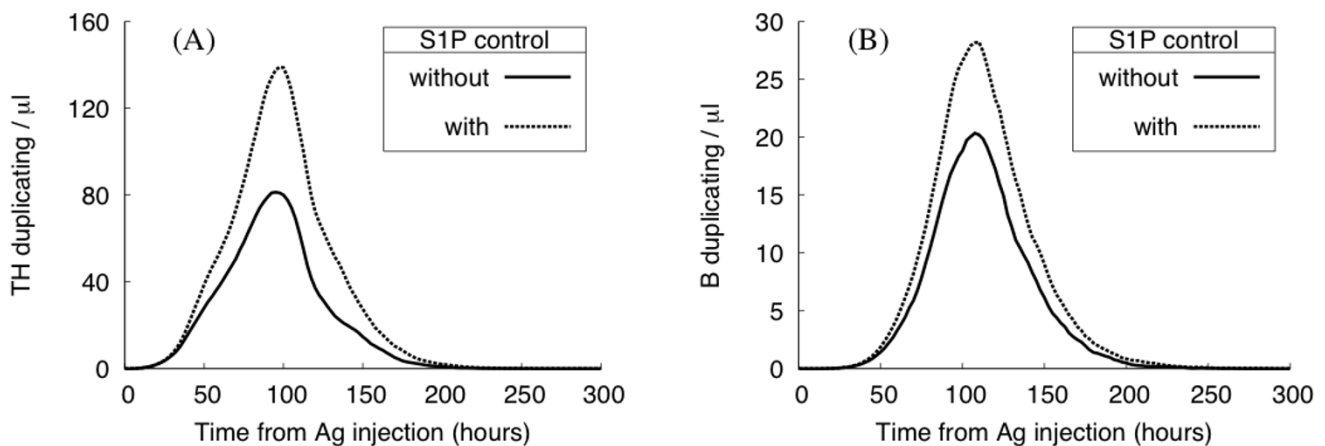 (A)
S1P control
without
with
TH duplicating / μl
160
120
80
40
0
0 50 100 150 200 250 300
Time from Ag injection (hours)
(B)
S1P control
without
with
B duplicating / μl
30
25
20
15
10
5
0
0 50 100 150 200 250 300
Time from Ag injection (hours)